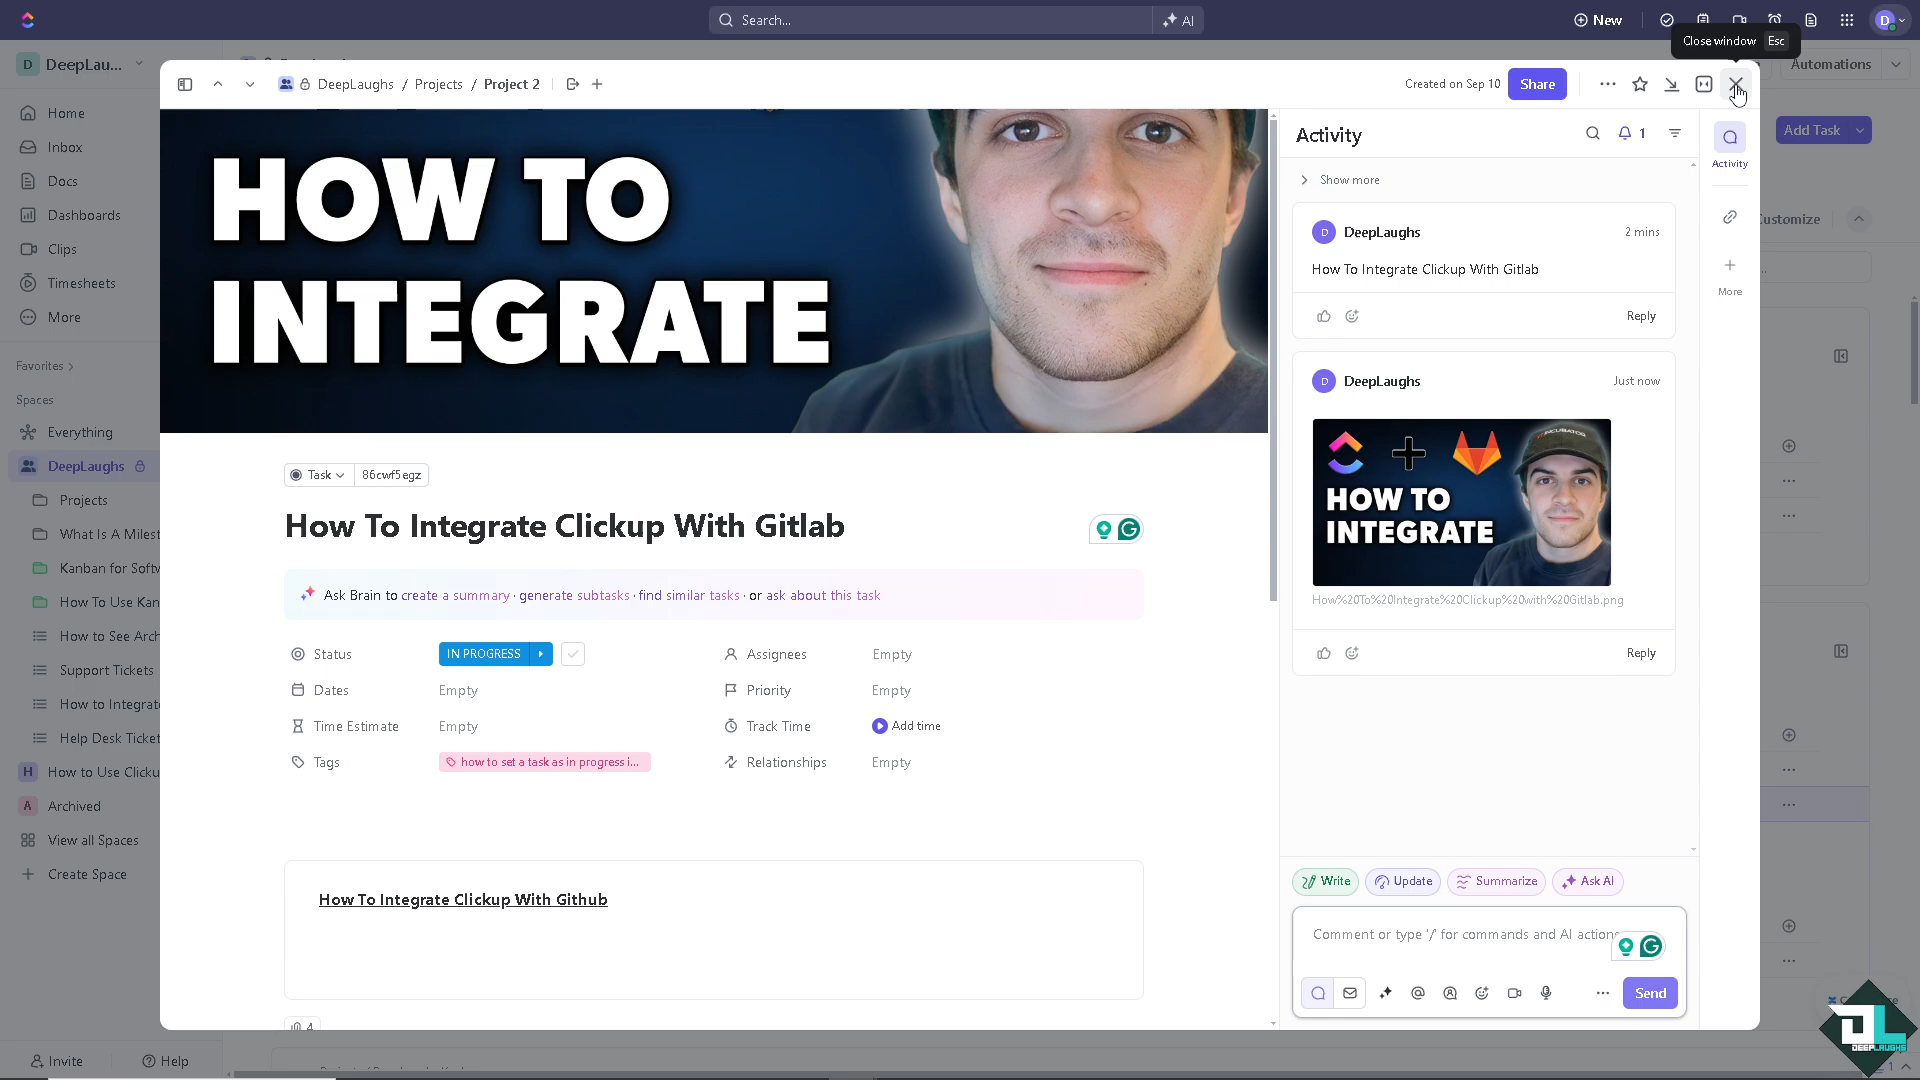 Search...
AI
New
Close window Esc
D DeepLau...
DeepLaughs / Projects / Project 2
Created on Sep 10
Share
Automations
Home
Inbox
Docs
Dashboards
Clips
Timesheets
More
Favorites
Spaces
Everything
DeepLaughs
Projects
What Is A Milest
Kanban for Softw
How To Use Kan
How to See Arch
Support Tickets
How to Integrat
Help Desk Ticket
H How to Use Clicku
A Archived
View all Spaces
Create Space
Invite
Help
HOW TO
INTEGRATE
Task
86cwf5egz
How To Integrate Clickup With Gitlab
Ask Brain to create a summary · generate subtasks · find similar tasks · or ask about this task
Status
IN PROGRESS
Assignees
Empty
Dates
Empty
Priority
Empty
Time Estimate
Empty
Track Time
Add time
Tags
how to set a task as in progress i...
Relationships
Empty
How To Integrate Clickup With Github
4
Activity
1
Show more
D DeepLaughs
2 mins
How To Integrate Clickup With Gitlab
Reply
D DeepLaughs
Just now
HOW TO
INTEGRATE
How%20To%20Integrate%20Clickup%20with%20Gitlab.png
Reply
Write
Update
Summarize
Ask AI
Comment or type '/' for commands and AI actions
Send
Activity
More
D
Add Task
Customize
DEEPLAUGHS